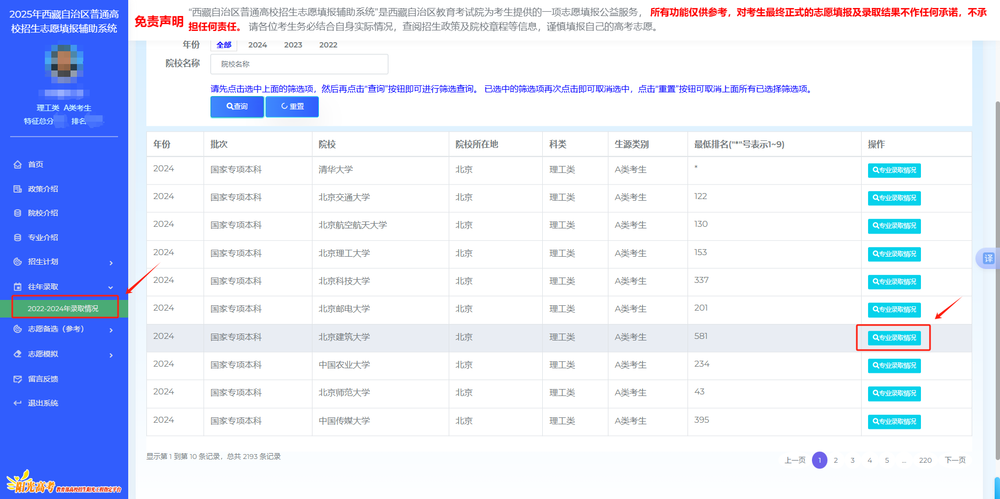 2025年西藏自治区普通高
校招生志愿填报辅助系统
理工类 A类考生
特征总分 排名
首页
政策介绍
院校介绍
专业介绍
招生计划
往年录取
2022-2024年录取情况
志愿备选（参考）
志愿模拟
留言反馈
退出系统
阳光高考 教育部高校招生阳光工程指定平台
免责声明
“西藏自治区普通高校招生志愿填报辅助系统”是西藏自治区教育考试院为考生提供的一项志愿填报公益服务， 所有功能仅供参考，对考生最终正式的志愿填报及录取结果不作任何承诺，不承
担任何责任。 请各位考生务必结合自身实际情况，查阅招生政策及院校章程等信息，谨慎填报自己的高考志愿。
年份 全部 2024 2023 2022
院校名称 院校名称
请先点击选中上面的筛选项，然后再点击“查询”按钮即可进行筛选查询。 已选中的筛选项再次点击即可取消选中，点击“重置”按钮可取消上面所有已选择筛选项。
查询 重置
年份 批次 院校 院校所在地 科类 生源类别 最低排名("*"号表示1~9) 操作
2024 国家专项本科 清华大学 北京 理工类 A类考生 * 专业录取情况
2024 国家专项本科 北京交通大学 北京 理工类 A类考生 122 专业录取情况
2024 国家专项本科 北京航空航天大学 北京 理工类 A类考生 130 专业录取情况
2024 国家专项本科 北京理工大学 北京 理工类 A类考生 153 专业录取情况
2024 国家专项本科 北京科技大学 北京 理工类 A类考生 337 专业录取情况
2024 国家专项本科 北京邮电大学 北京 理工类 A类考生 201 专业录取情况
2024 国家专项本科 北京建筑大学 北京 理工类 A类考生 581 专业录取情况
2024 国家专项本科 中国农业大学 北京 理工类 A类考生 234 专业录取情况
2024 国家专项本科 北京师范大学 北京 理工类 A类考生 43 专业录取情况
2024 国家专项本科 中国传媒大学 北京 理工类 A类考生 395 专业录取情况
显示第 1 到第 10 条记录，总共 2193 条记录
上一页 1 2 3 4 5 ... 220 下一页
译